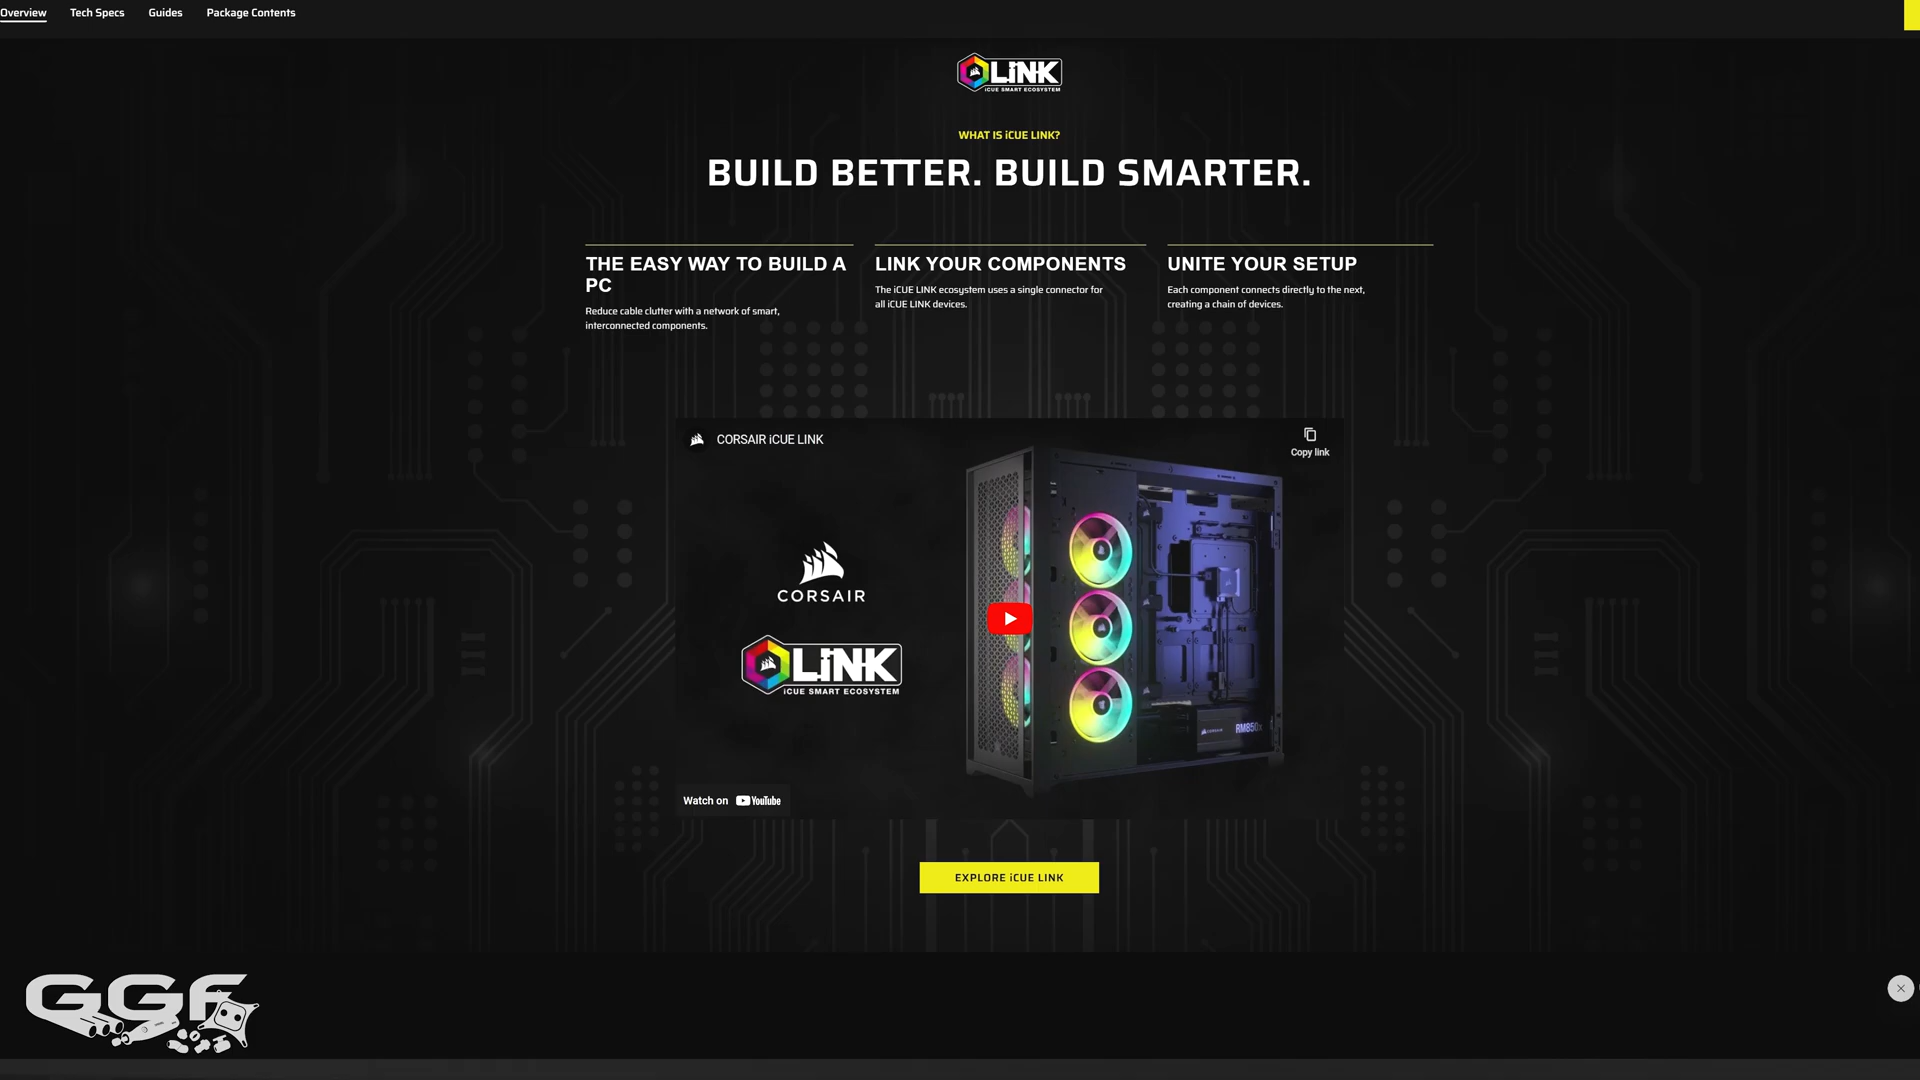 Overview Tech Specs Guides Package Contents
LiNK
iCUE SMART ECOSYSTEM
WHAT IS iCUE LINK?
BUILD BETTER. BUILD SMARTER.
THE EASY WAY TO BUILD A
PC
Reduce cable clutter with a network of smart,
interconnected components.
LINK YOUR COMPONENTS
The iCUE LINK ecosystem uses a single connector for
all iCUE LINK devices.
UNITE YOUR SETUP
Each component connects directly to the next,
creating a chain of devices.
CORSAIR iCUE LINK
Copy link
CORSAIR
LiNK
iCUE SMART ECOSYSTEM
CORSAIR RM850x
Watch on YouTube
EXPLORE iCUE LINK
GGF